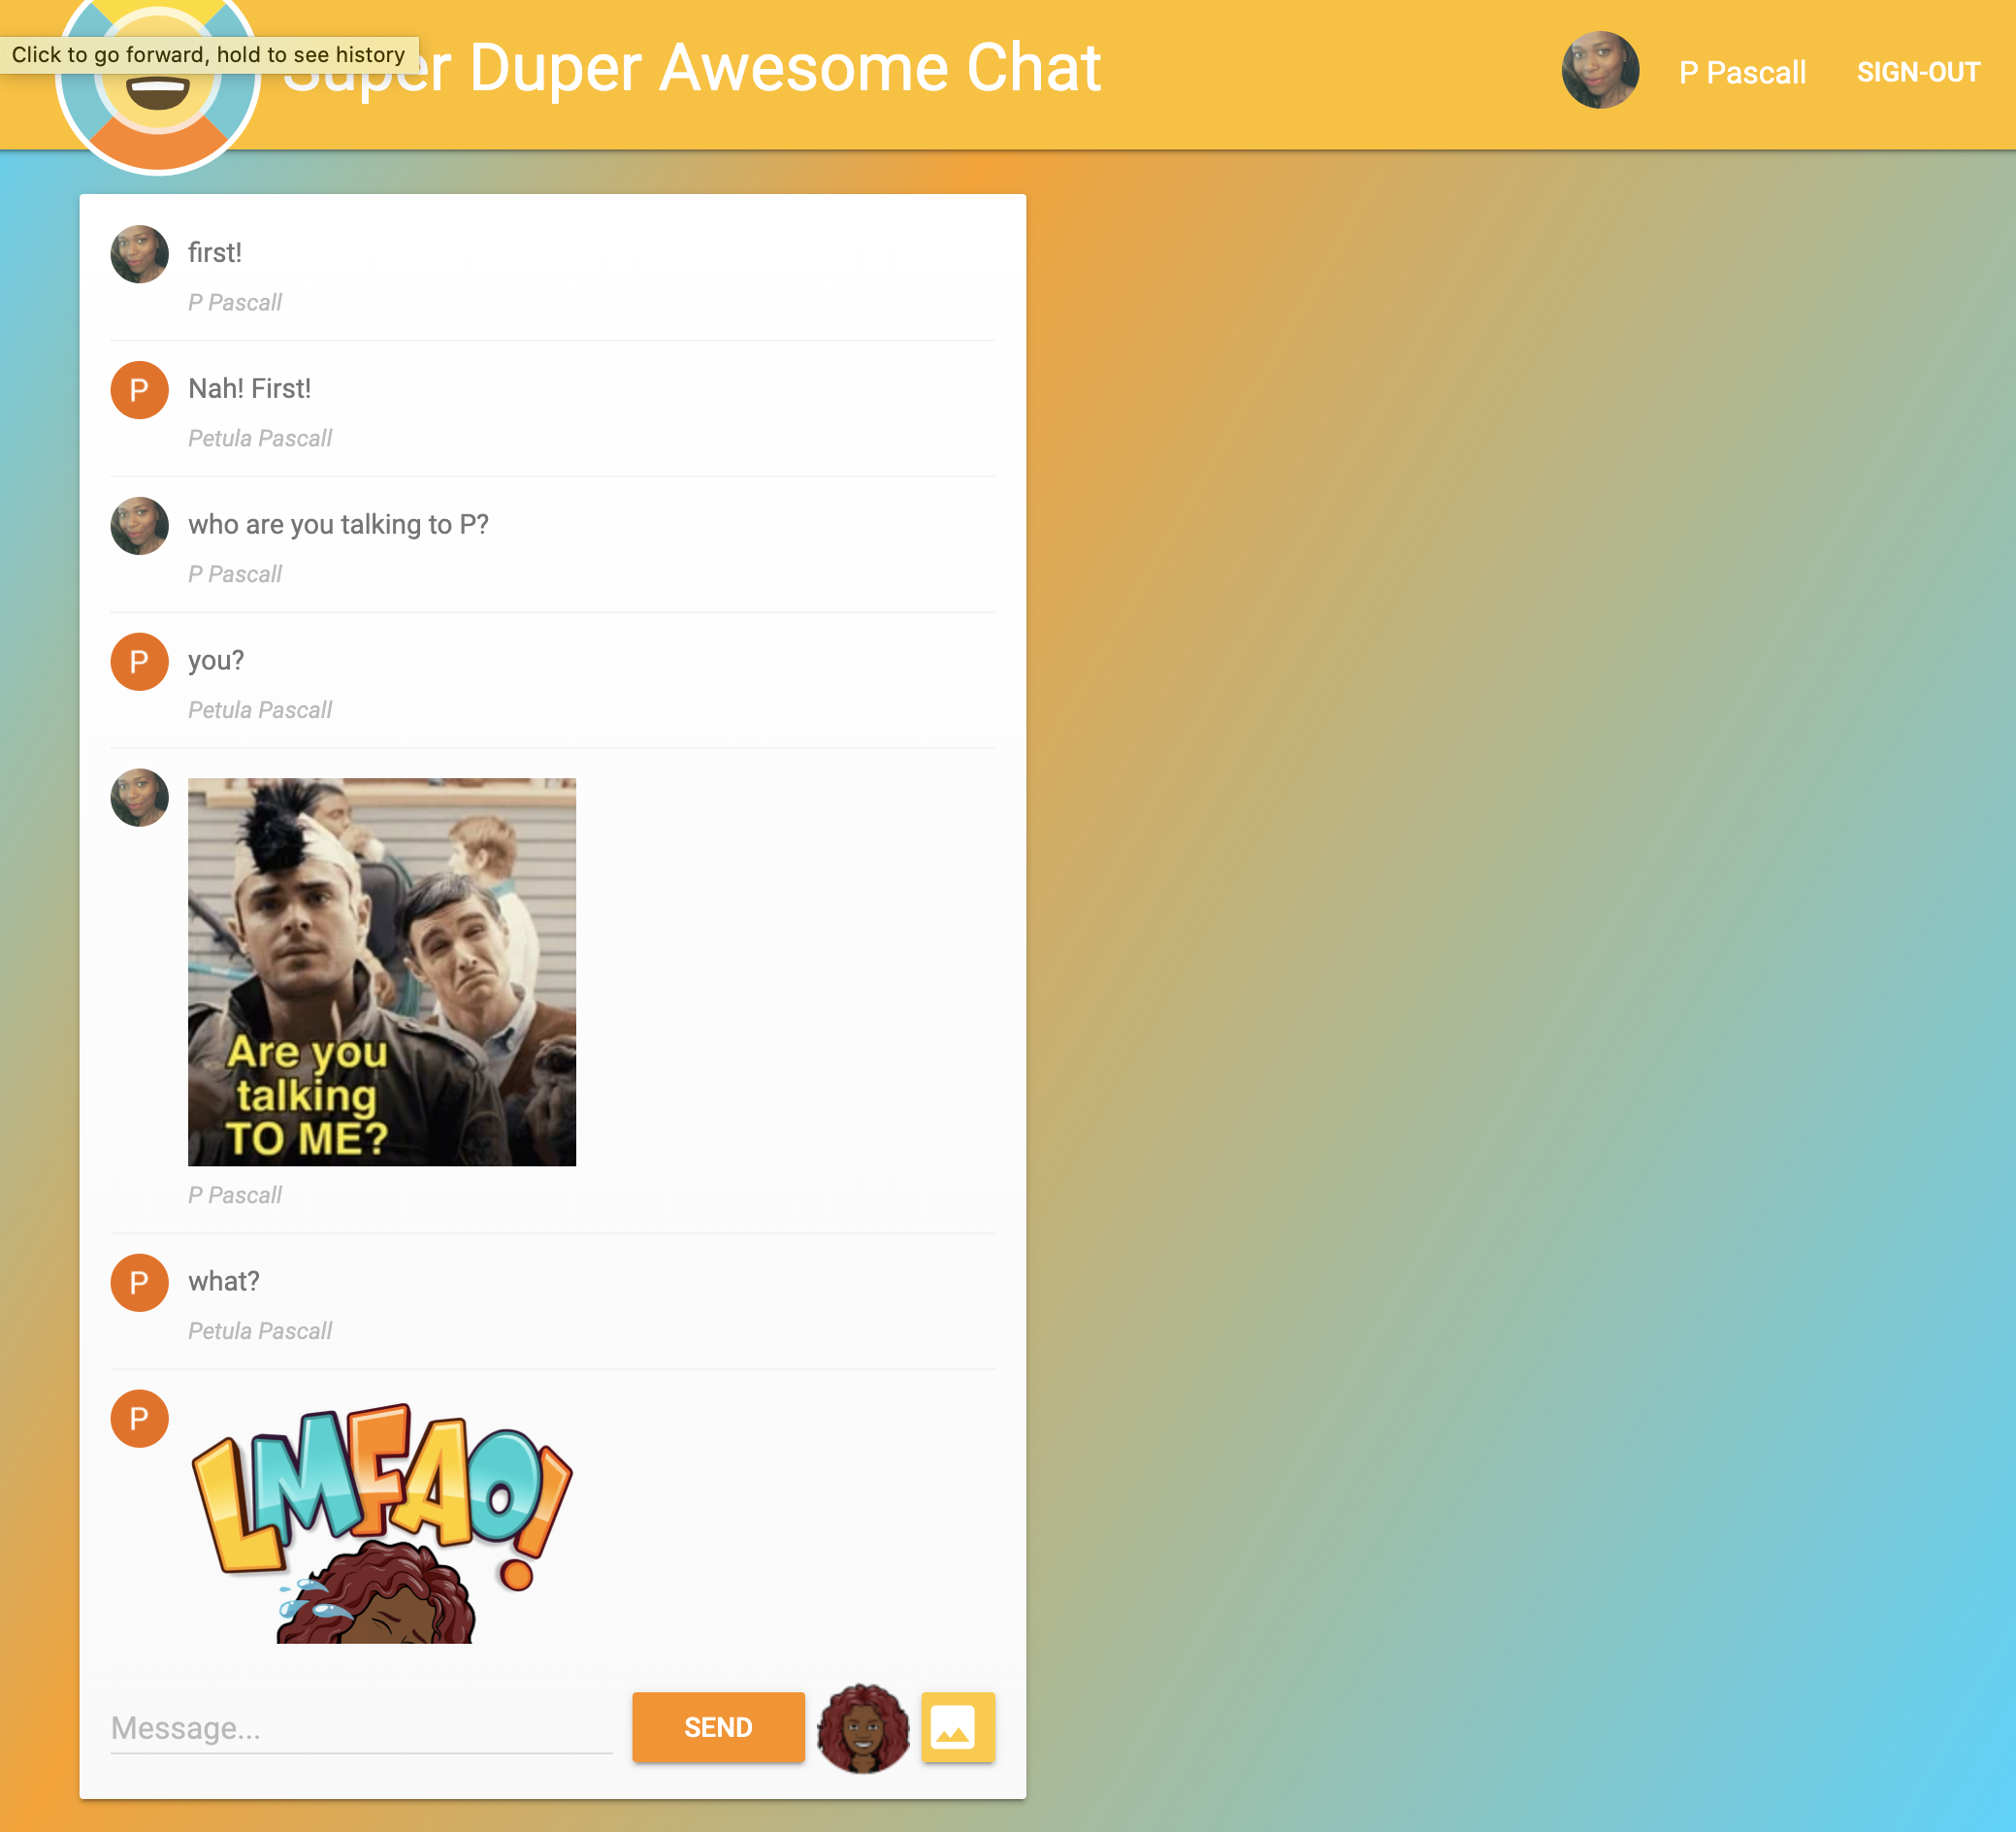 Click to go forward, hold to see history
Super Duper Awesome Chat
P Pascall
SIGN-OUT
first!
P Pascall
P
Nah! First!
Petula Pascall
who are you talking to P?
P Pascall
P
you?
Petula Pascall
Are you
talking
TO ME?
P Pascall
P
what?
Petula Pascall
P
LMFAO!
Message...
SEND